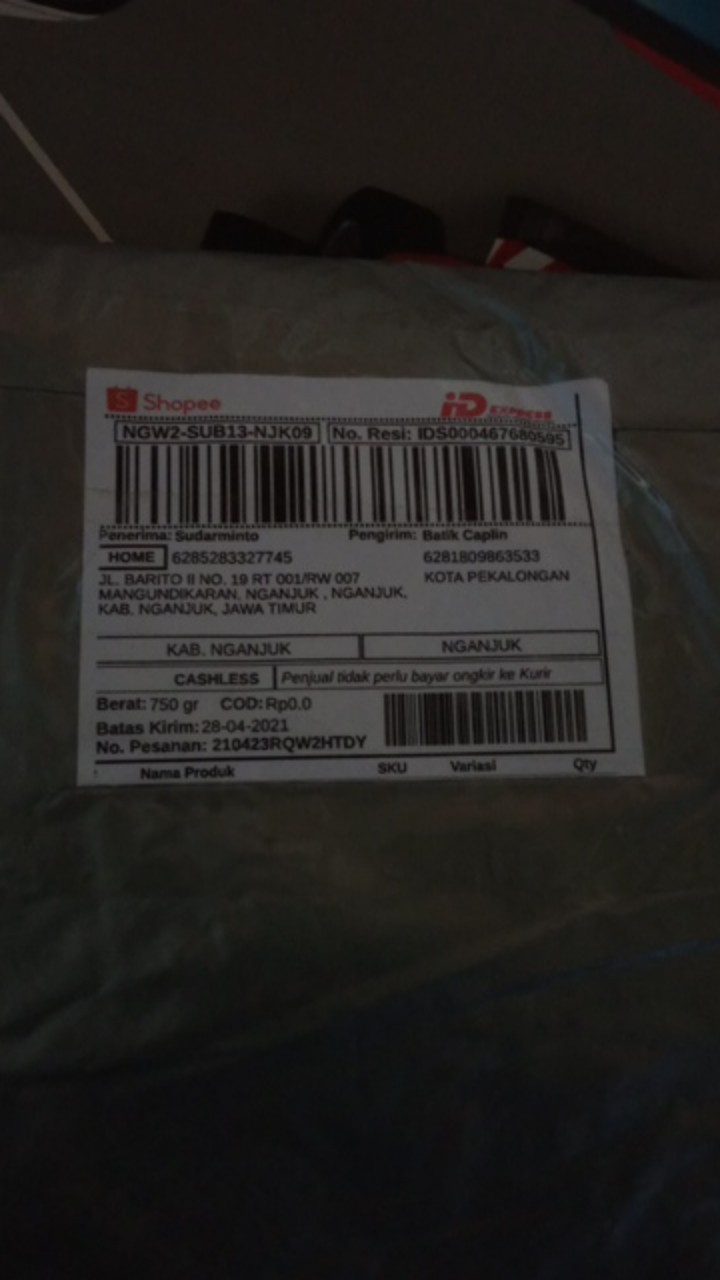 Shopee iD EXPRESS
NGW2-SUB13-NJK09 No. Resi: IDS000467680595
Penerima: Sudarminto Pengirim: Batik Caplin
HOME 6285283327745 6281809863533
JL. BARITO II NO. 19 RT 001/RW 007 KOTA PEKALONGAN
MANGUNDIKARAN, NGANJUK , NGANJUK,
KAB. NGANJUK, JAWA TIMUR
KAB. NGANJUK NGANJUK
CASHLESS Penjual tidak perlu bayar ongkir ke Kurir
Berat: 750 gr COD: Rp0.0
Batas Kirim: 28-04-2021
No. Pesanan: 210423RQW2HTDY
Nama Produk SKU Variasi Qty